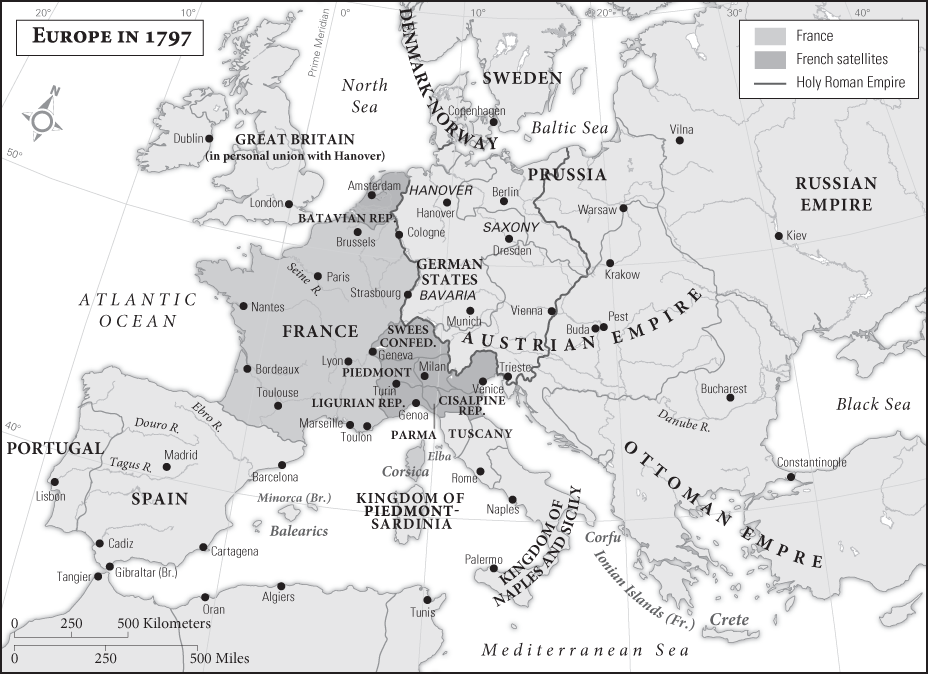 EUROPE IN 1797
20°
10°
Prime Meridian
0°
10°
20°
30°
40°
France
French satellites
Holy Roman Empire
N
50°
40°
North
Sea
DENMARK-NORWAY
SWEDEN
Copenhagen
Baltic Sea
Vilna
Dublin
GREAT BRITAIN
(in personal union with Hanover)
London
Amsterdam
HANOVER
Hanover
Berlin
PRUSSIA
Warsaw
RUSSIAN
EMPIRE
Kiev
BATAVIAN REP.
Brussels
Cologne
SAXONY
Dresden
Krakow
GERMAN
STATES
BAVARIA
Munich
Vienna
Buda
Pest
AUSTRIAN EMPIRE
ATLANTIC
OCEAN
Seine R.
Paris
Strasbourg
Nantes
FRANCE
SWEES
CONFED.
Geneva
Lyon
PIEDMONT
Milan
Turin
Trieste
Venice
Bordeaux
Toulouse
LIGURIAN REP.
Genoa
CISALPINE
REP.
Marseille
Toulon
PARMA
TUSCANY
Elba
Corsica
Bucharest
Danube R.
Black Sea
PORTUGAL
Ebro R.
Douro R.
Tagus R.
Madrid
Lisbon
SPAIN
Barcelona
Minorca (Br.)
Balearics
Rome
Naples
KINGDOM OF
PIEDMONT-
SARDINIA
KINGDOM OF
NAPLES AND SICILY
Palermo
OTTOMAN EMPRE
Constantinople
Corfu
Ionian Islands (Fr.)
Crete
Cadiz
Cartagena
Gibraltar (Br.)
Tangier
Oran
Algiers
Tunis
Mediterranean Sea
0 250 500 Kilometers
0 250 500 Miles